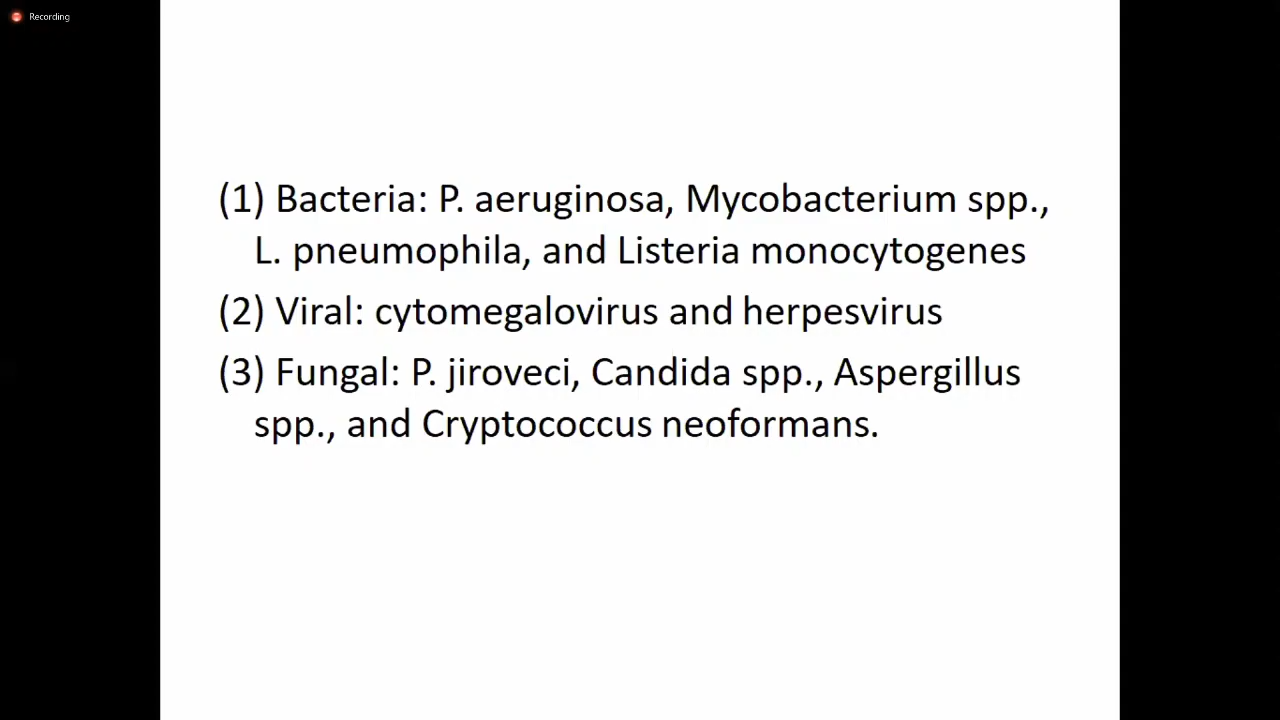 Recording
(1) Bacteria: P. aeruginosa, Mycobacterium spp.,
L. pneumophila, and Listeria monocytogenes
(2) Viral: cytomegalovirus and herpesvirus
(3) Fungal: P. jiroveci, Candida spp., Aspergillus
spp., and Cryptococcus neoformans.